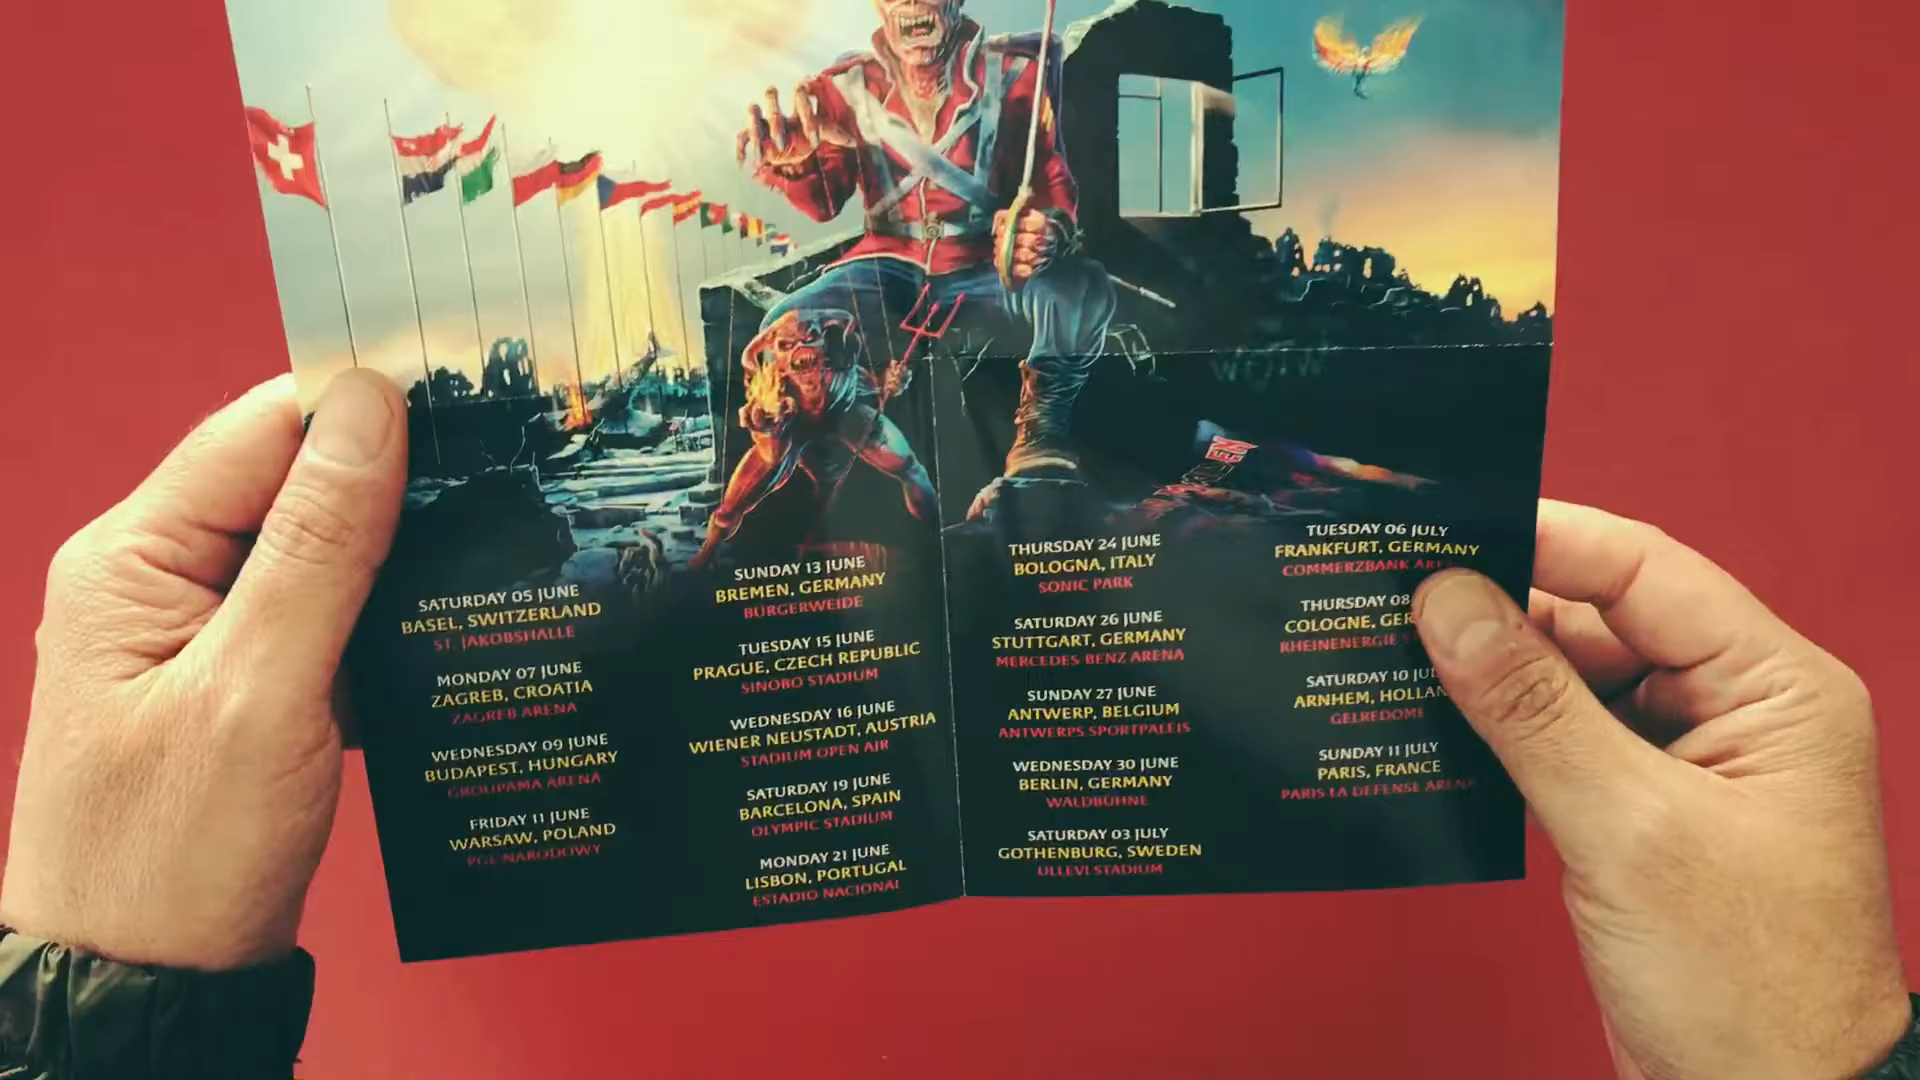 SATURDAY 05 JUNE
BASEL, SWITZERLAND
ST. JAKOBSHALLE
MONDAY 07 JUNE
ZAGREB, CROATIA
ZAGREB ARENA
WEDNESDAY 09 JUNE
BUDAPEST, HUNGARY
GROUPAMA ARENA
FRIDAY 11 JUNE
WARSAW, POLAND
PGE NARODOWY
SUNDAY 13 JUNE
BREMEN, GERMANY
BÜRGERWEIDE
TUESDAY 15 JUNE
PRAGUE, CZECH REPUBLIC
SINOBO STADIUM
WEDNESDAY 16 JUNE
WIENER NEUSTADT, AUSTRIA
STADIUM OPEN AIR
SATURDAY 19 JUNE
BARCELONA, SPAIN
OLYMPIC STADIUM
MONDAY 21 JUNE
LISBON, PORTUGAL
ESTADIO NACIONAL
THURSDAY 24 JUNE
BOLOGNA, ITALY
SONIC PARK
SATURDAY 26 JUNE
STUTTGART, GERMANY
MERCEDES BENZ ARENA
SUNDAY 27 JUNE
ANTWERP, BELGIUM
ANTWERPS SPORTPALEIS
WEDNESDAY 30 JUNE
BERLIN, GERMANY
WALDBÜHNE
SATURDAY 03 JULY
GOTHENBURG, SWEDEN
ULLEVI STADIUM
TUESDAY 06 JULY
FRANKFURT, GERMANY
COMMERZBANK
THURSDAY 08
COLOGNE,
RHEINENERGIE
SATURDAY 10
ARNHEM,
GELREDOME
SUNDAY 11 JULY
PARIS, FRANCE
PARIS LA DEFENSE ARENA